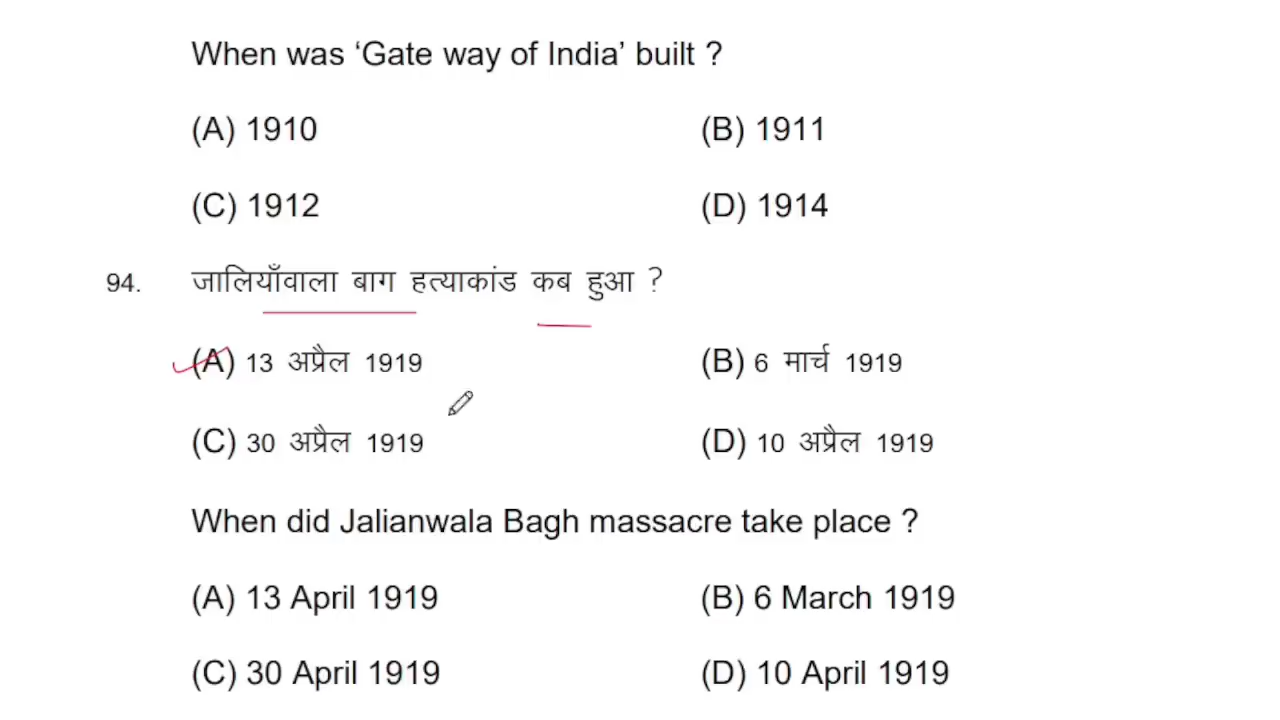 When was ‘Gate way of India’ built ?
(A) 1910 (B) 1911
(C) 1912 (D) 1914
94. जालियाँवाला बाग हत्याकांड कब हुआ ?
(A) 13 अप्रैल 1919 (B) 6 मार्च 1919
(C) 30 अप्रैल 1919 (D) 10 अप्रैल 1919
When did Jalianwala Bagh massacre take place ?
(A) 13 April 1919 (B) 6 March 1919
(C) 30 April 1919 (D) 10 April 1919